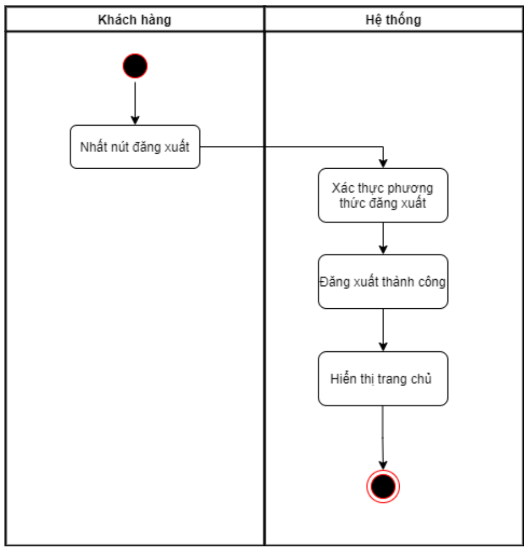 Khách hàng
Hệ thống
Nhất nút đăng xuất
Xác thực phương
thức đăng xuất
Đăng xuất thành công
Hiển thị trang chủ